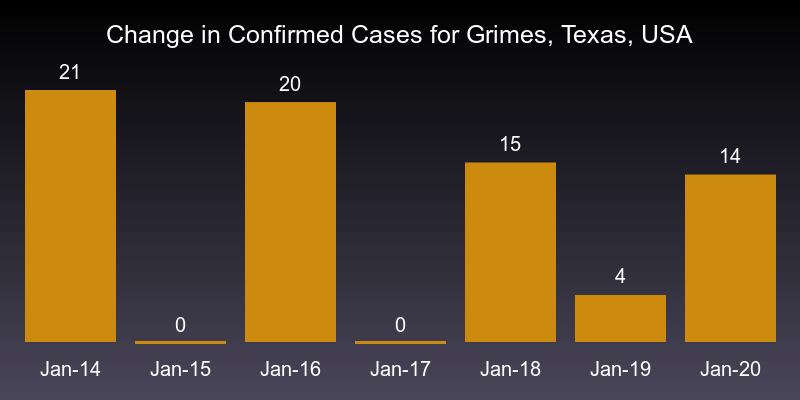 Change in Confirmed Cases for Grimes, Texas, USA
21
0
20
0
15
4
14
Jan-14
Jan-15
Jan-16
Jan-17
Jan-18
Jan-19
Jan-20